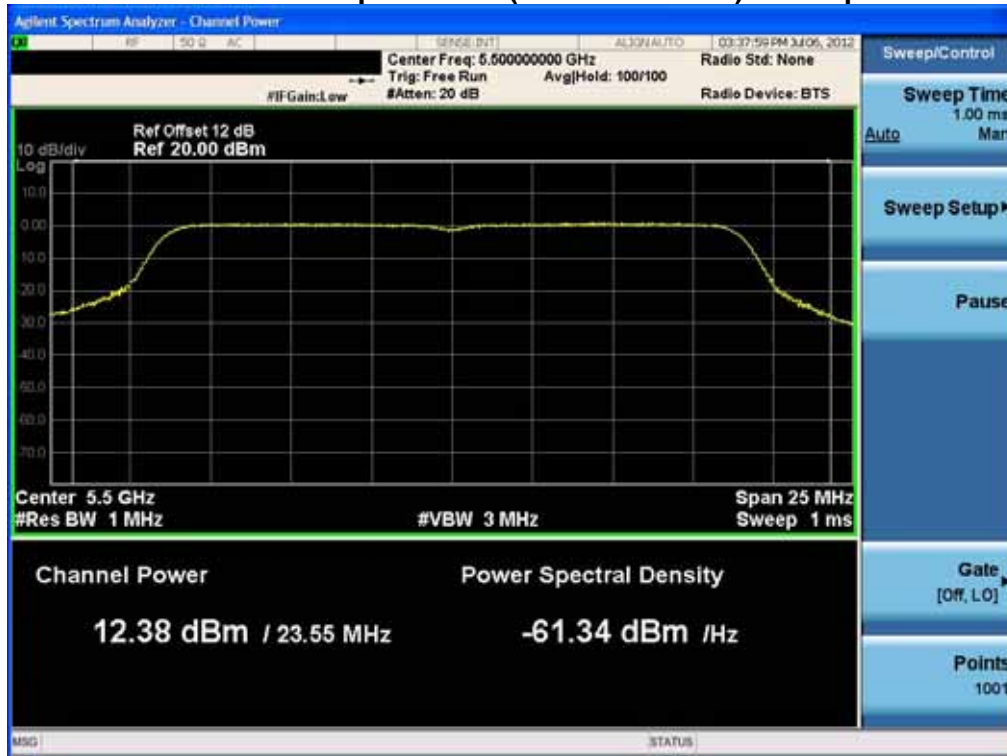 Agilent Spectrum Analyzer - Channel Power
RF 50 Ω AC SENSE:INT ALIGN AUTO 03:37:59 PM Jul 06, 2012
Center Freq: 5.500000000 GHz Radio Std: None
Trig: Free Run Avg|Hold: 100/100
#IFGain:Low #Atten: 20 dB Radio Device: BTS
Ref Offset 12 dB
10 dB/div Ref 20.00 dBm
Log
10.0
0.00
-10.0
-20.0
-30.0
-40.0
-50.0
-60.0
-70.0
Center 5.5 GHz Span 25 MHz
#Res BW 1 MHz #VBW 3 MHz Sweep 1 ms
Channel Power Power Spectral Density
12.38 dBm / 23.55 MHz -61.34 dBm /Hz
MSG STATUS
Sweep/Control
Sweep Time
1.00 ms
Auto Man
Sweep Setup
Pause
Gate
[Off, LO]
Points
1001